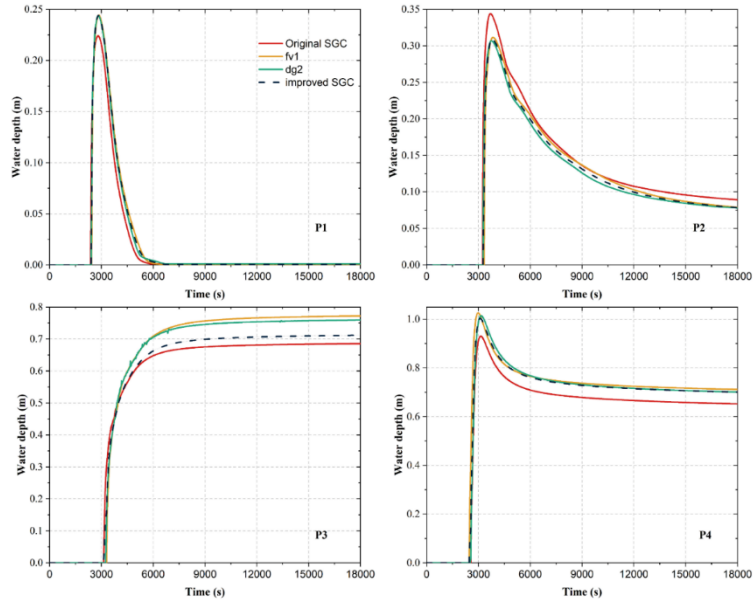 0.25
0.20
0.15
0.10
0.05
0.00
Water depth (m)
Original SGC
fv1
dg2
improved SGC
P1
0 3000 6000 9000 12000 15000 18000
Time (s)
0.35
0.30
0.25
0.20
0.15
0.10
0.05
0.00
Water depth (m)
P2
0 3000 6000 9000 12000 15000 18000
Time (s)
0.8
0.7
0.6
0.5
0.4
0.3
0.2
0.1
0.0
Water depth (m)
P3
0 3000 6000 9000 12000 15000 18000
Time (s)
1.0
0.8
0.6
0.4
0.2
0.0
Water depth (m)
P4
0 3000 6000 9000 12000 15000 18000
Time (s)